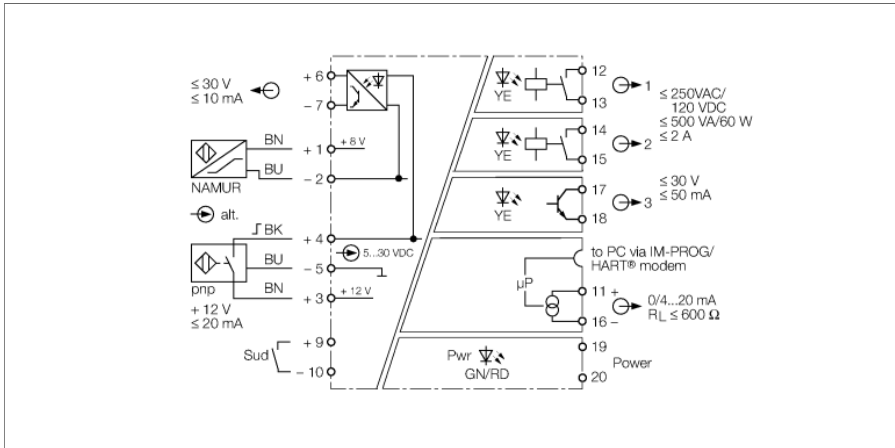 ≤ 30 V
≤ 10 mA
+ 6
- 7
BN
+ 1
+ 8 V
BU
- 2
NAMUR
alt.
BK
+ 4
5...30 VDC
BU
- 5
BN
+ 3
+ 12 V
pnp
+ 12 V
≤ 20 mA
+ 9
Sud
- 10
YE
12
13
1
≤ 250VAC/
120 VDC
≤ 500 VA/60 W
≤ 2 A
YE
14
15
2
YE
17
18
3
≤ 30 V
≤ 50 mA
to PC via IM-PROG/
HART® modem
µP
11 +
16 –
0/4...20 mA
RL ≤ 600 Ω
Pwr
GN/RD
19
20
Power